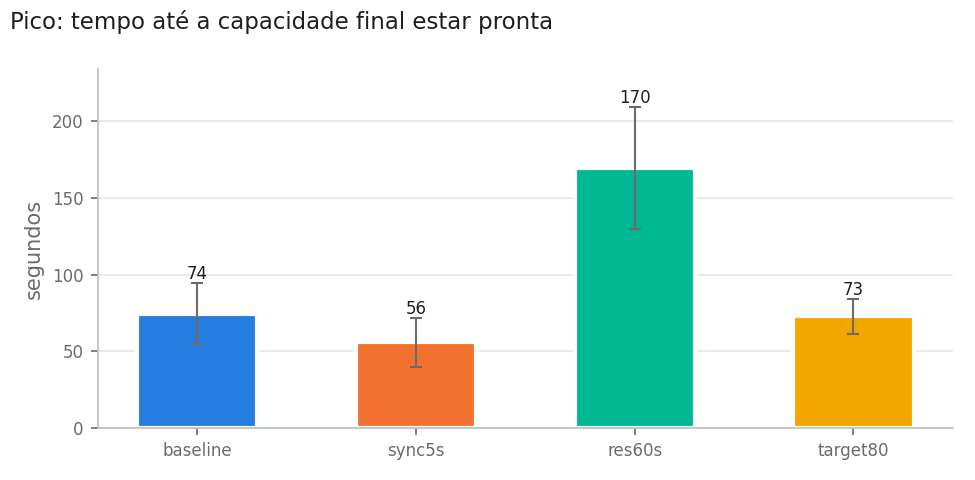 Pico: tempo até a capacidade final estar pronta
segundos
200
150
100
50
0
74
56
170
73
baseline
sync5s
res60s
target80